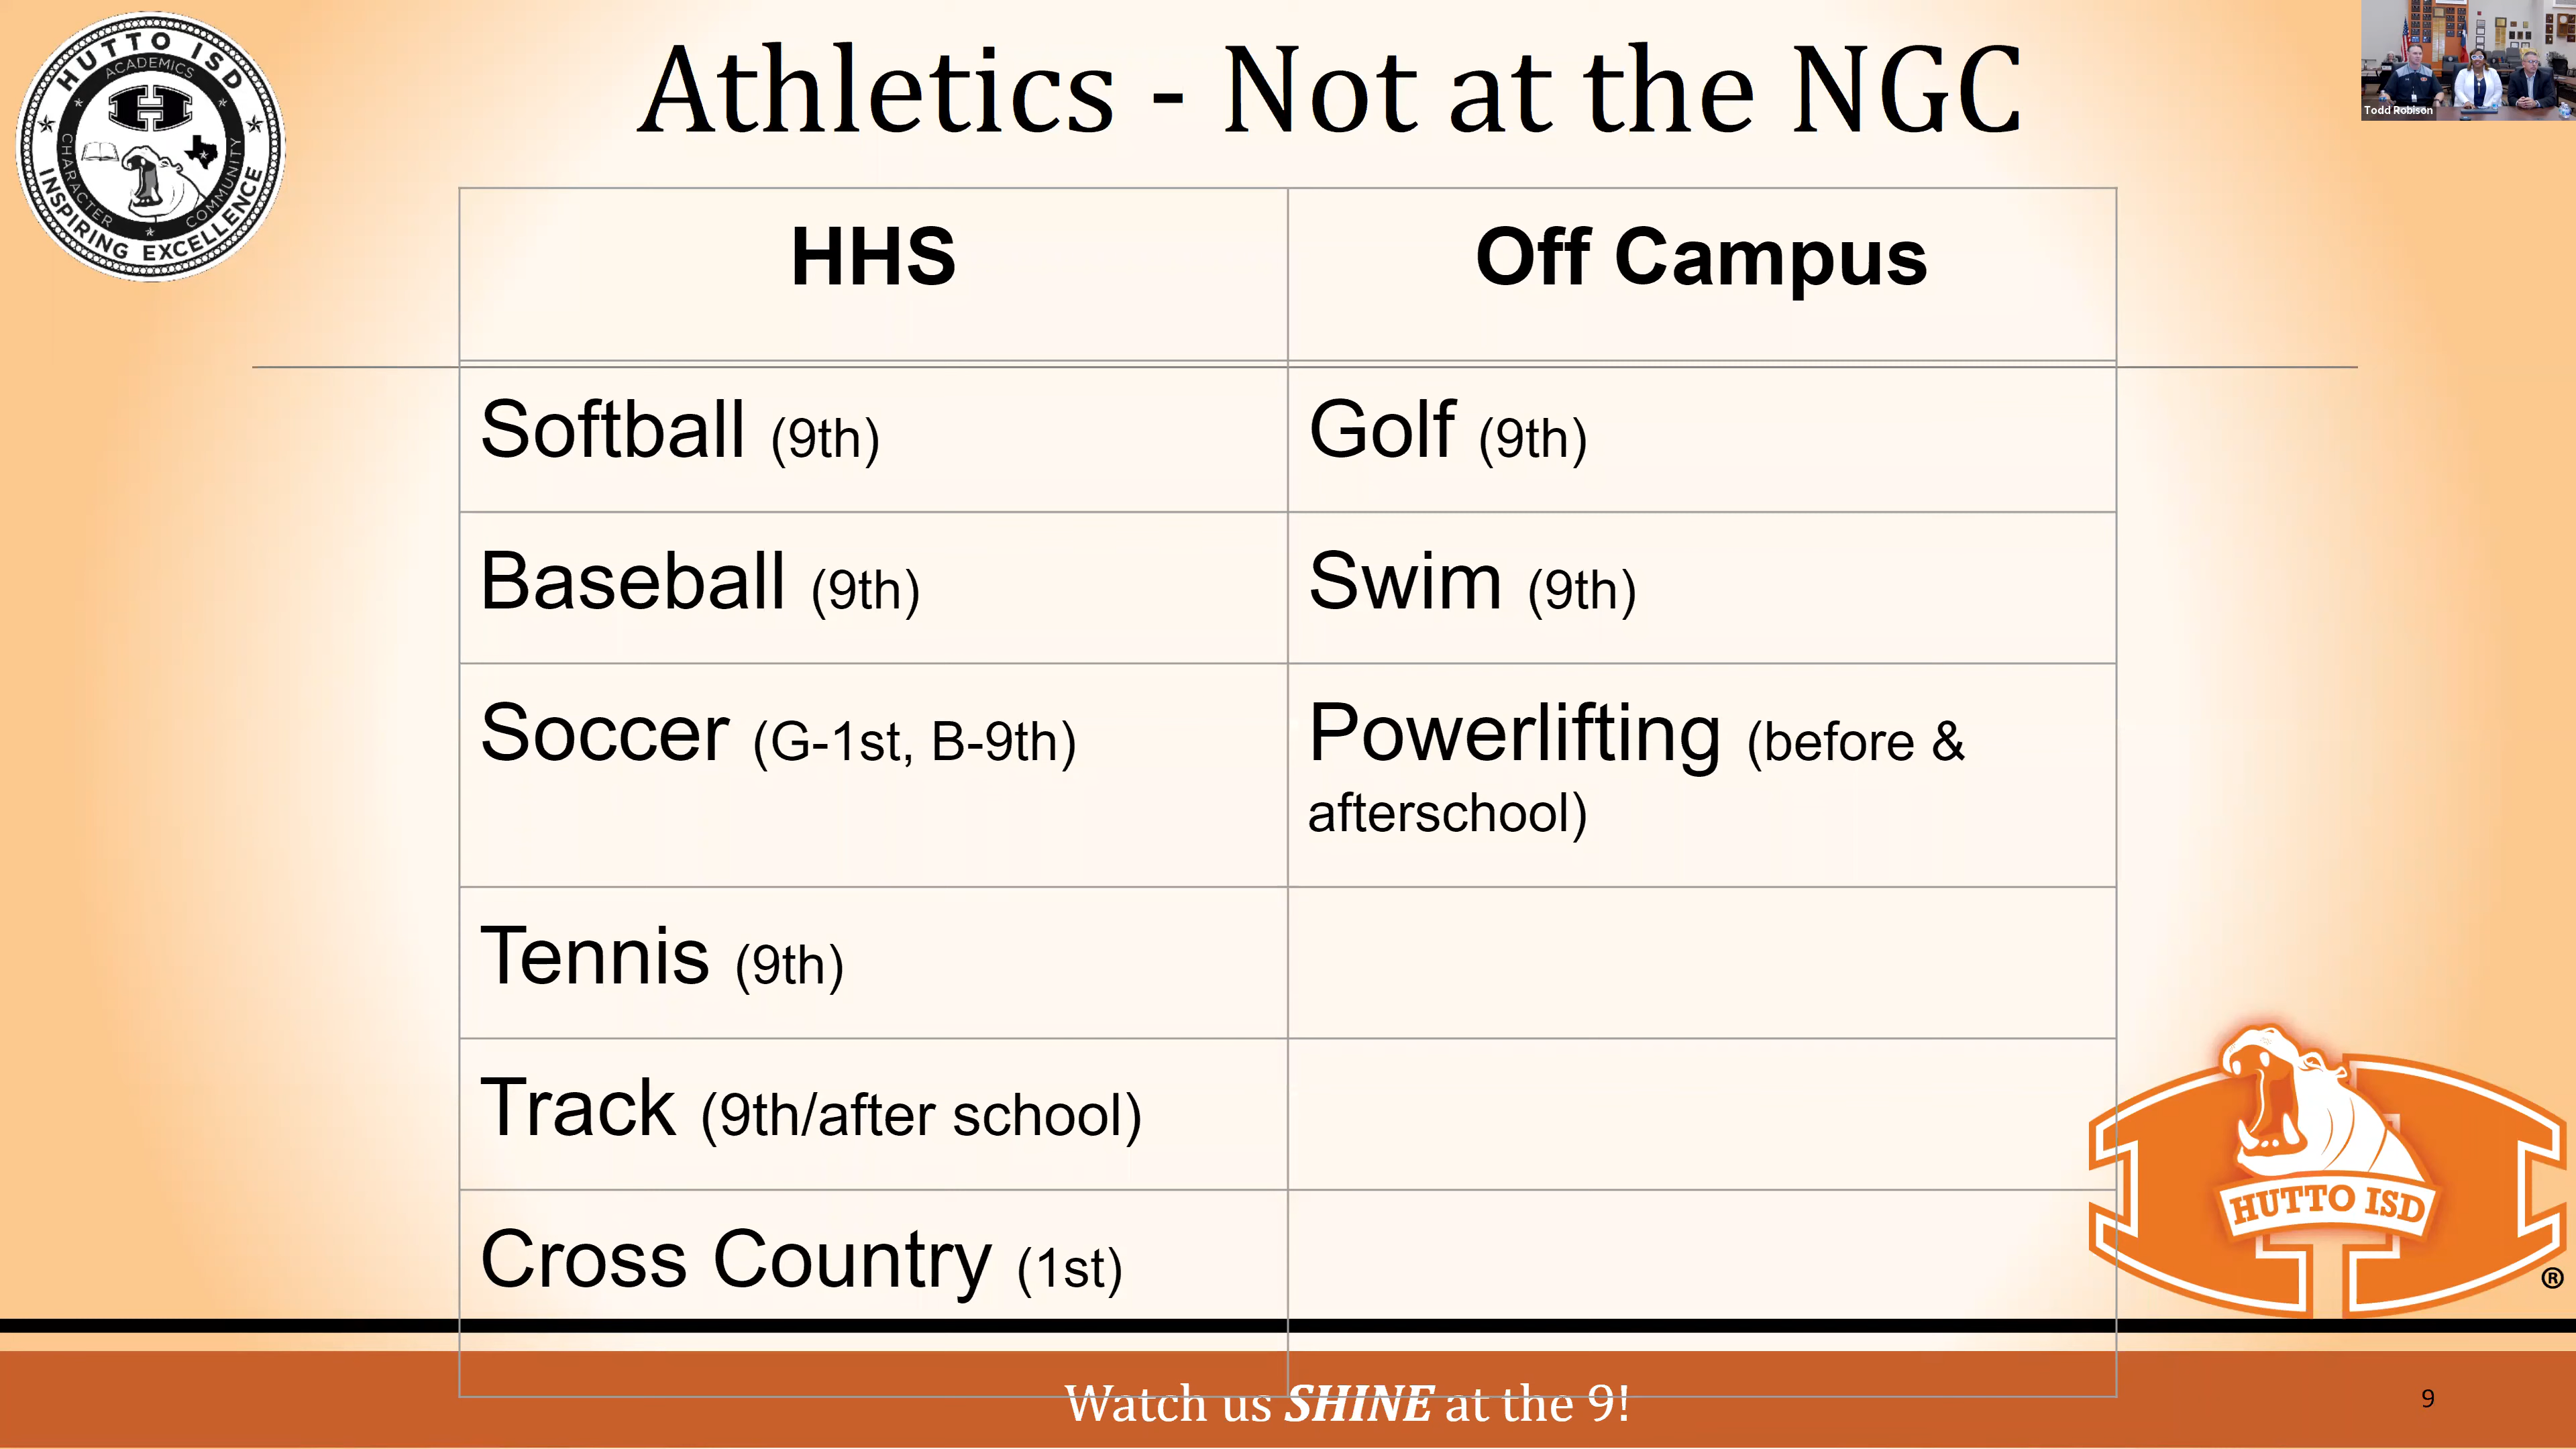 HUTTO ISD
ACADEMICS
CHARACTER
COMMUNITY
INSPIRING EXCELLENCE
Athletics - Not at the NGC
Todd Robison
HHS
Off Campus
Softball (9th)
Golf (9th)
Baseball (9th)
Swim (9th)
Soccer (G-1st, B-9th)
Powerlifting (before &
afterschool)
Tennis (9th)
Track (9th/after school)
Cross Country (1st)
HUTTO ISD
®
Watch us SHINE at the 9!
9